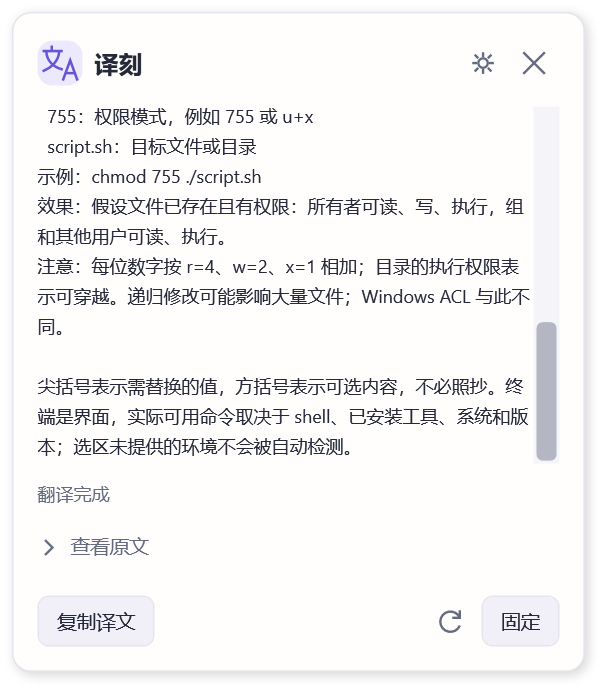 文A 译刻
755：权限模式，例如 755 或 u+x
script.sh：目标文件或目录
示例：chmod 755 ./script.sh
效果：假设文件已存在且有权限：所有者可读、写、执行，组
和其他用户可读、执行。
注意：每位数字按 r=4、w=2、x=1 相加；目录的执行权限表
示可穿越。递归修改可能影响大量文件；Windows ACL 与此不
同。
尖括号表示需替换的值，方括号表示可选内容，不必照抄。终
端是界面，实际可用命令取决于 shell、已安装工具、系统和版
本；选区未提供的环境不会被自动检测。
翻译完成
查看原文
复制译文
固定